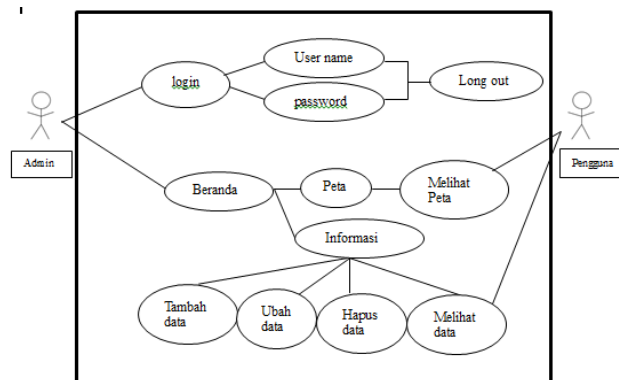 User name
login
Long out
password
Admin
Pengguna
Beranda
Peta
Melihat
Peta
Informasi
Tambah
data
Ubah
data
Hapus
data
Melihat
data